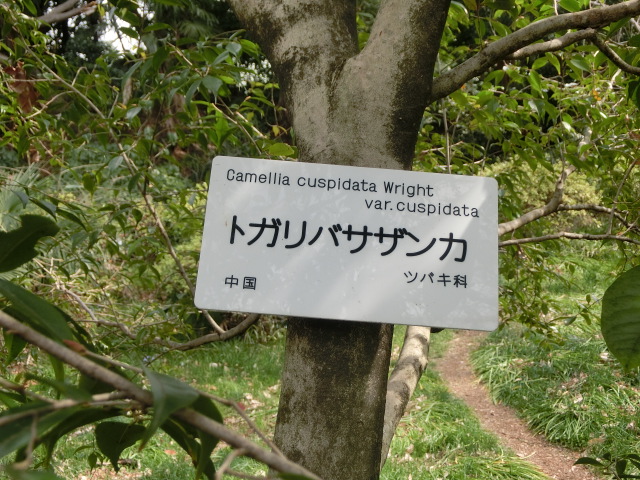 Camellia cuspidata Wright
var.cuspidata
トガリバサザンカ
中国 ツバキ科